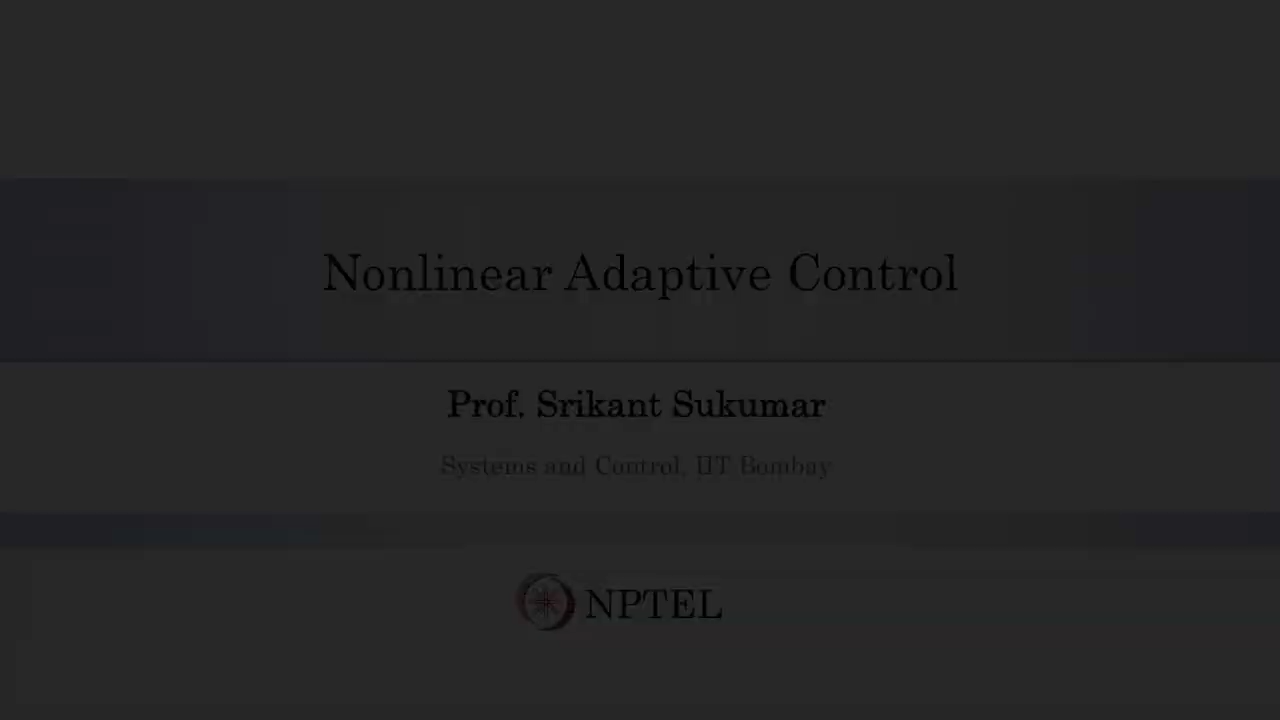 Nonlinear Adaptive Control
Prof. Srikant Sukumar
Systems and Control, IIT Bombay
NPTEL